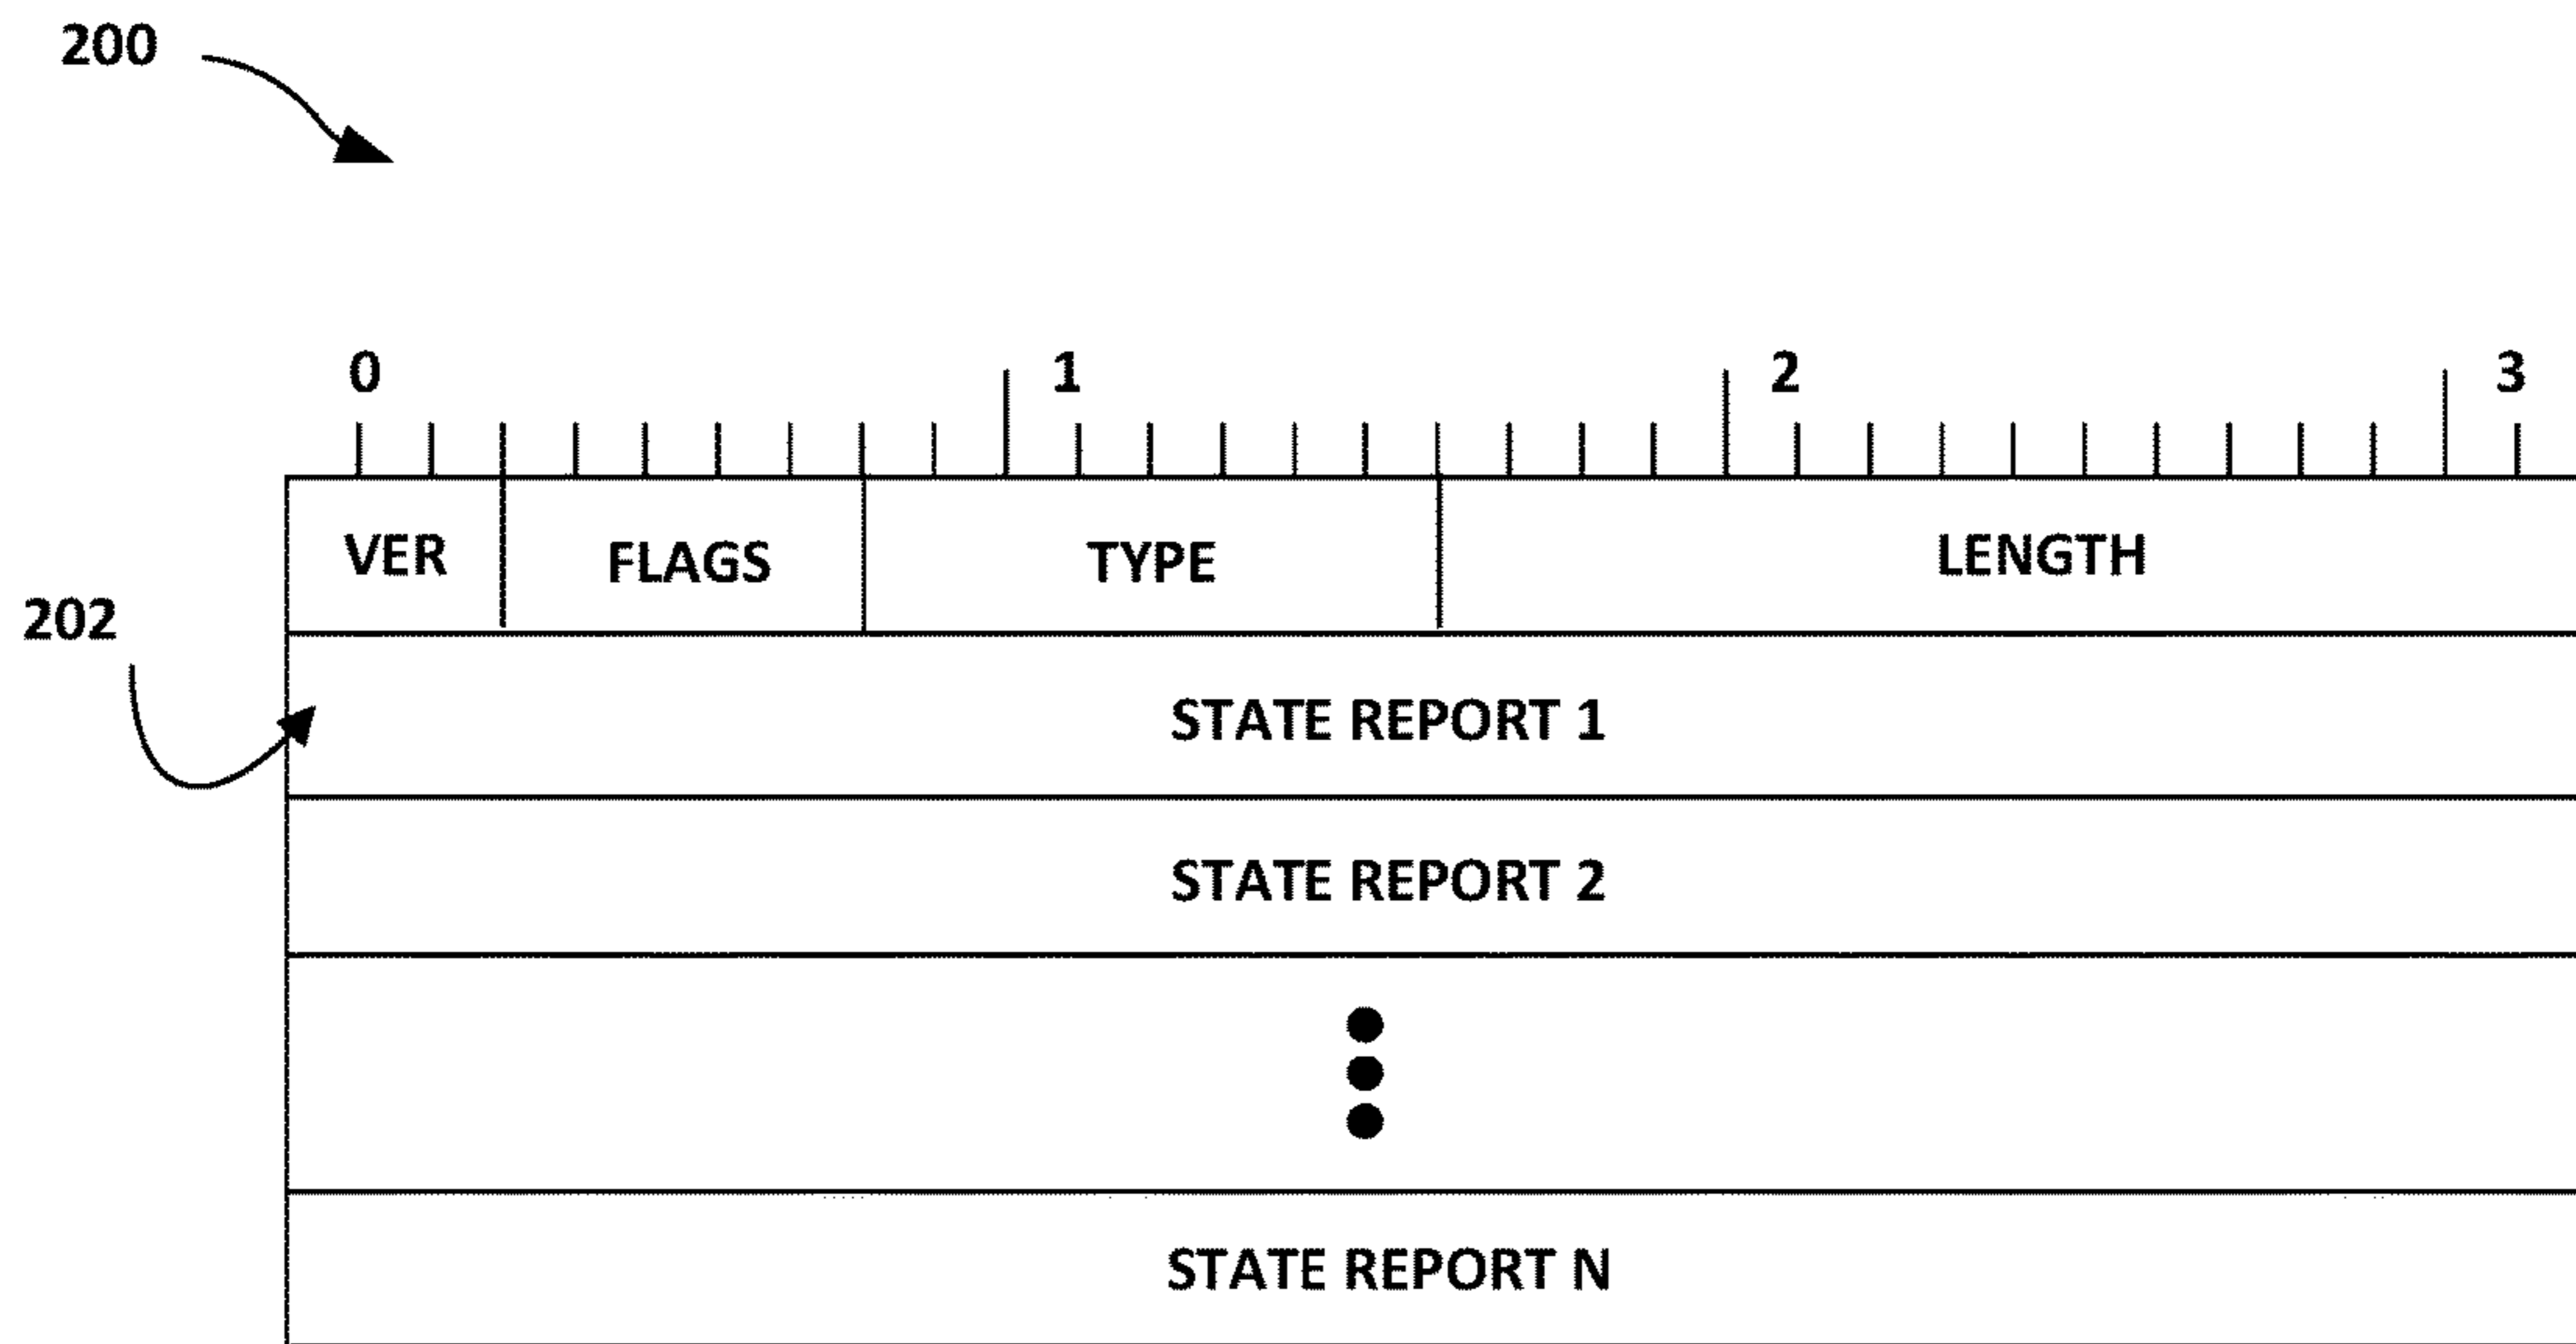 200
0 1 2 3
VER FLAGS TYPE LENGTH
202
STATE REPORT 1
STATE REPORT 2
STATE REPORT N